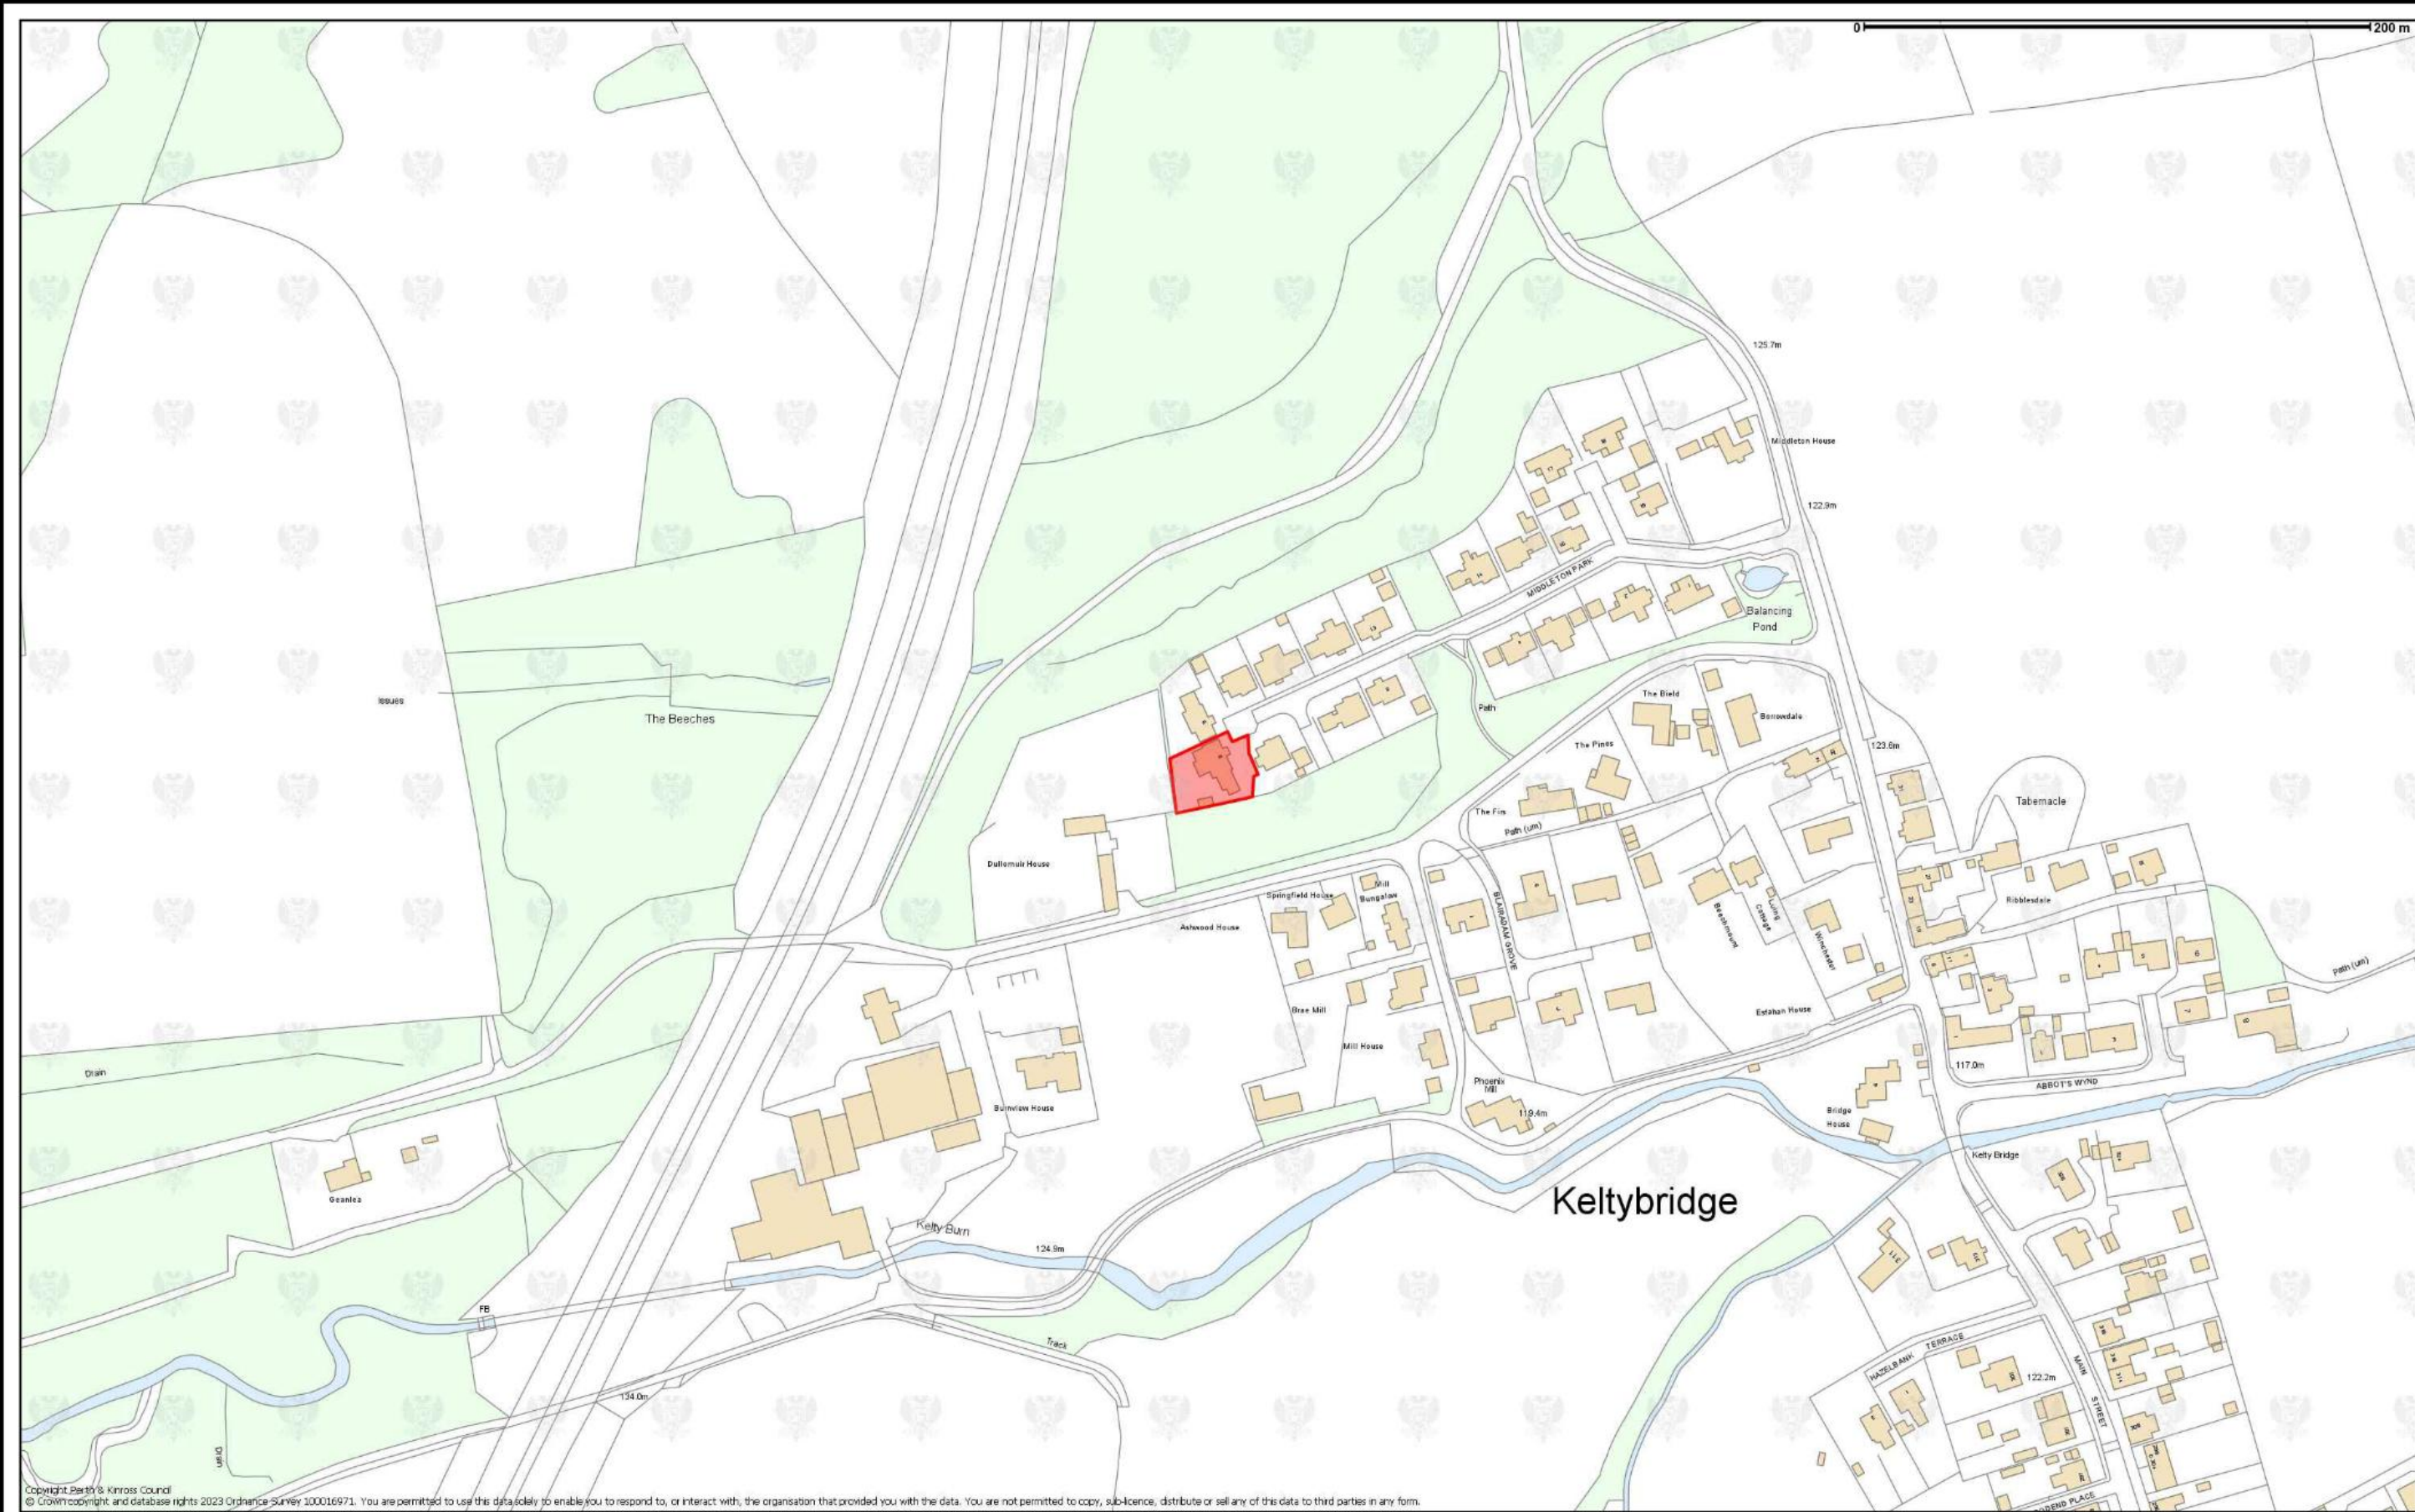 0 200 m
125.7m
Middleton House
122.9m
MIDDLETON PARK
Balancing
Pond
Issues
The Beeches
Path
The Bield
Borrowdale
The Pines
123.6m
The Firs
Path (um)
Tabernacle
Dullomuir House
Springfield House
Mill
Bungalow
Ashwood House
BLAIRADAM GROVE
Beechmount
Cottage
Winchester
Ribblesdale
Path (um)
Brae Mill
Esfahan House
Mill House
Drain
Phoenix
Mill
119.4m
117.0m
ABBOT'S WYND
Burnview House
Bridge
House
Kelty Bridge
Geanlea
Keltybridge
Kelty Burn
124.9m
FB
Track
HAZELBANK TERRACE
MAIN STREET
122.2m
134.0m
Drain
Copyright Perth & Kinross Council
© Crown copyright and database rights 2023 Ordnance Survey 100016971. You are permitted to use this data solely to enable you to respond to, or interact with, the organisation that provided you with the data. You are not permitted to copy, sub-licence, distribute or sell any of this data to third parties in any form.